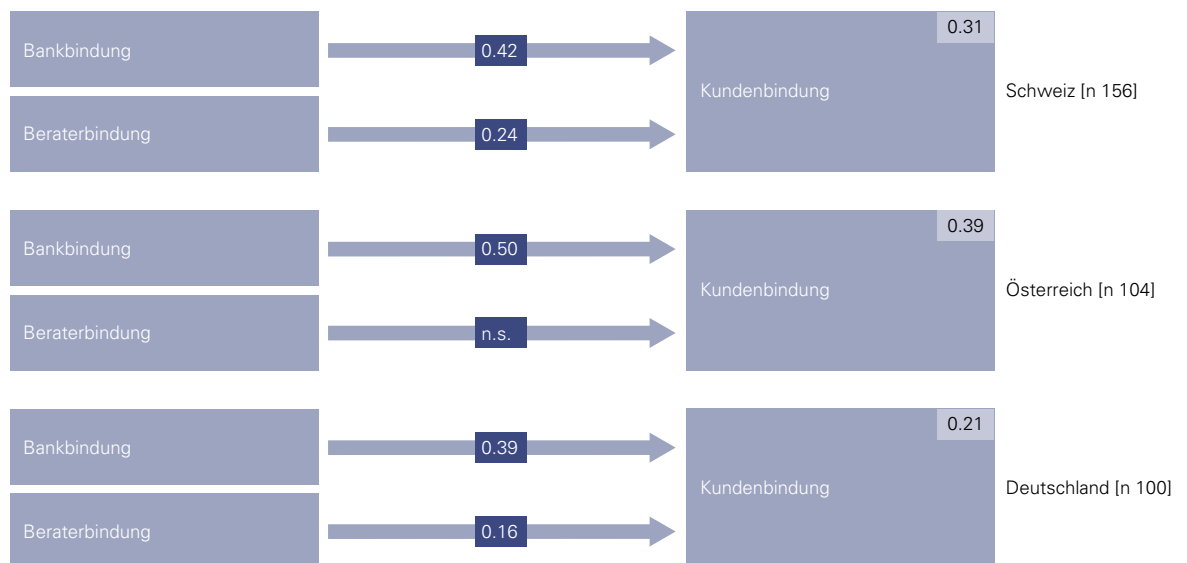 Bankbindung
0.42
Beraterbindung
0.24
0.31
Kundenbindung
Schweiz [n 156]
Bankbindung
0.50
Beraterbindung
n.s.
0.39
Kundenbindung
Österreich [n 104]
Bankbindung
0.39
Beraterbindung
0.16
0.21
Kundenbindung
Deutschland [n 100]